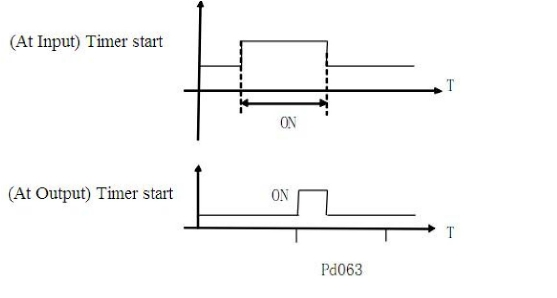 (At Input) Timer start
T
ON
(At Output) Timer start
ON
T
Pd063